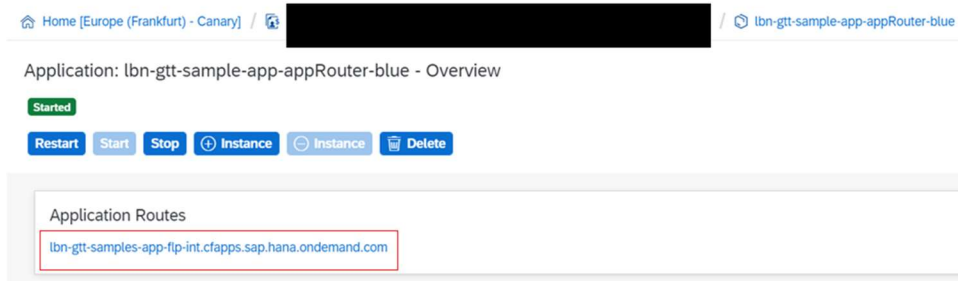 Home [Europe (Frankfurt) - Canary] / / lbn-gtt-sample-app-appRouter-blue
Application: lbn-gtt-sample-app-appRouter-blue - Overview
Started
Restart Start Stop Instance Instance Delete
Application Routes
lbn-gtt-samples-app-flp-int.cfapps.sap.hana.ondemand.com